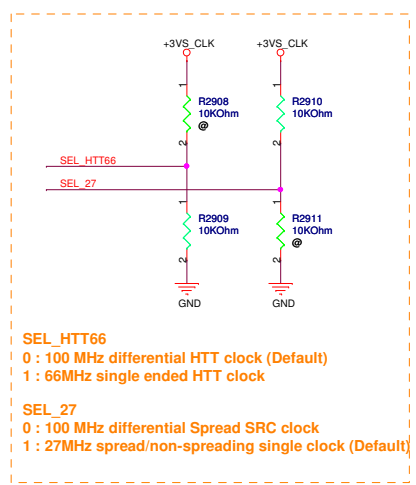 +3VS_CLK
+3VS_CLK
1
1
R2908
10KOhm
@
R2910
10KOhm
2
2
SEL_HTT66
SEL_27
1
1
R2909
10KOhm
R2911
10KOhm
@
2
2
GND
GND
SEL_HTT66
0 : 100 MHz differential HTT clock (Default)
1 : 66MHz single ended HTT clock
SEL_27
0 : 100 MHz differential Spread SRC clock
1 : 27MHz spread/non-spreading single clock (Default)